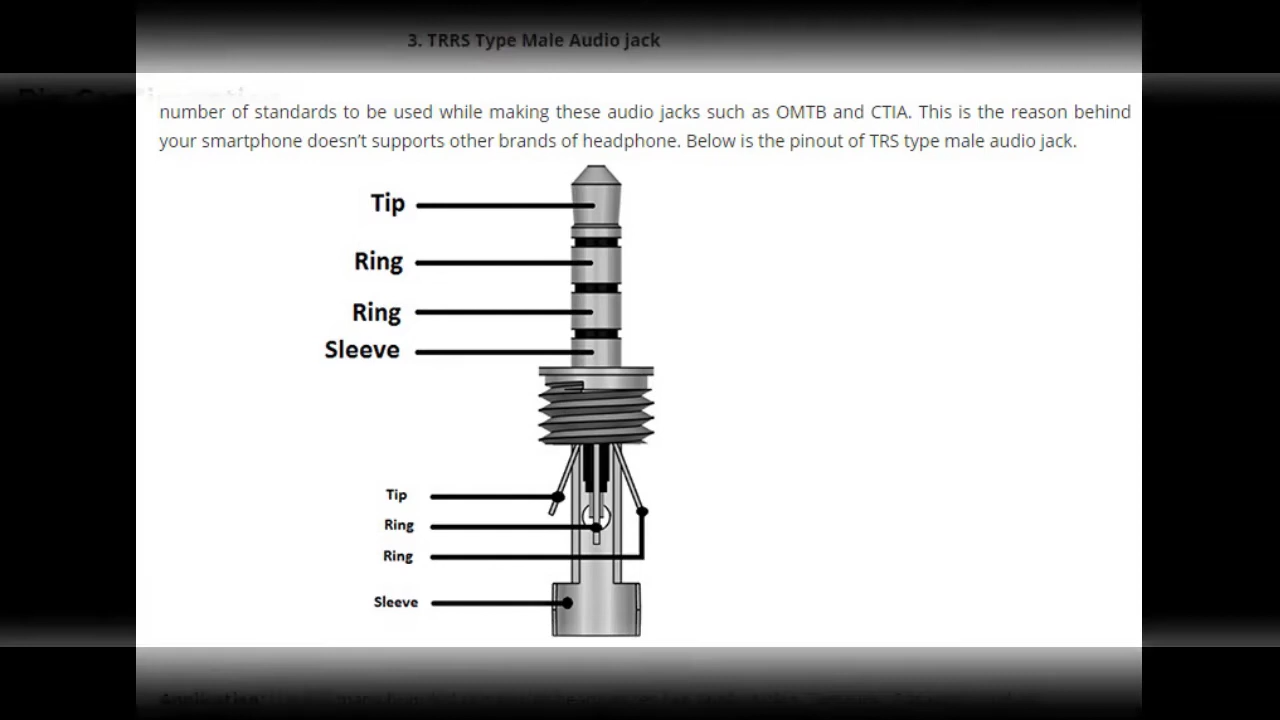 3. TRRS Type Male Audio jack
number of standards to be used while making these audio jacks such as OMTB and CTIA. This is the reason behind
your smartphone doesn't supports other brands of headphone. Below is the pinout of TRS type male audio jack.
Tip
Ring
Ring
Sleeve
Tip
Ring
Ring
Sleeve